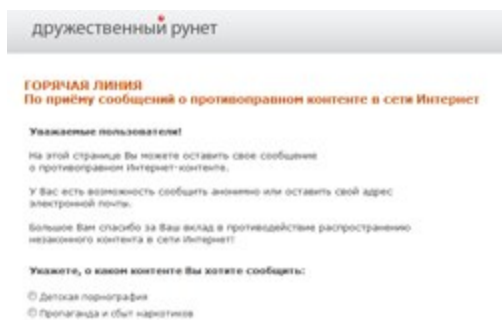 дружественный рунет
ГОРЯЧАЯ ЛИНИЯ
По приёму сообщений о противоправном контенте в сети Интернет
Уважаемые пользователи!
На этой странице Вы можете оставить свое сообщение
о противоправном Интернет-контенте.
У Вас есть возможность сообщить анонимно или оставить свой адрес
электронной почты.
Большое Вам спасибо за Ваш вклад в противодействие распространению
незаконного контента в сети Интернет!
Укажете, о каком контенте Вы хотите сообщить:
Детская порнография
Пропаганда и сбыт наркотиков